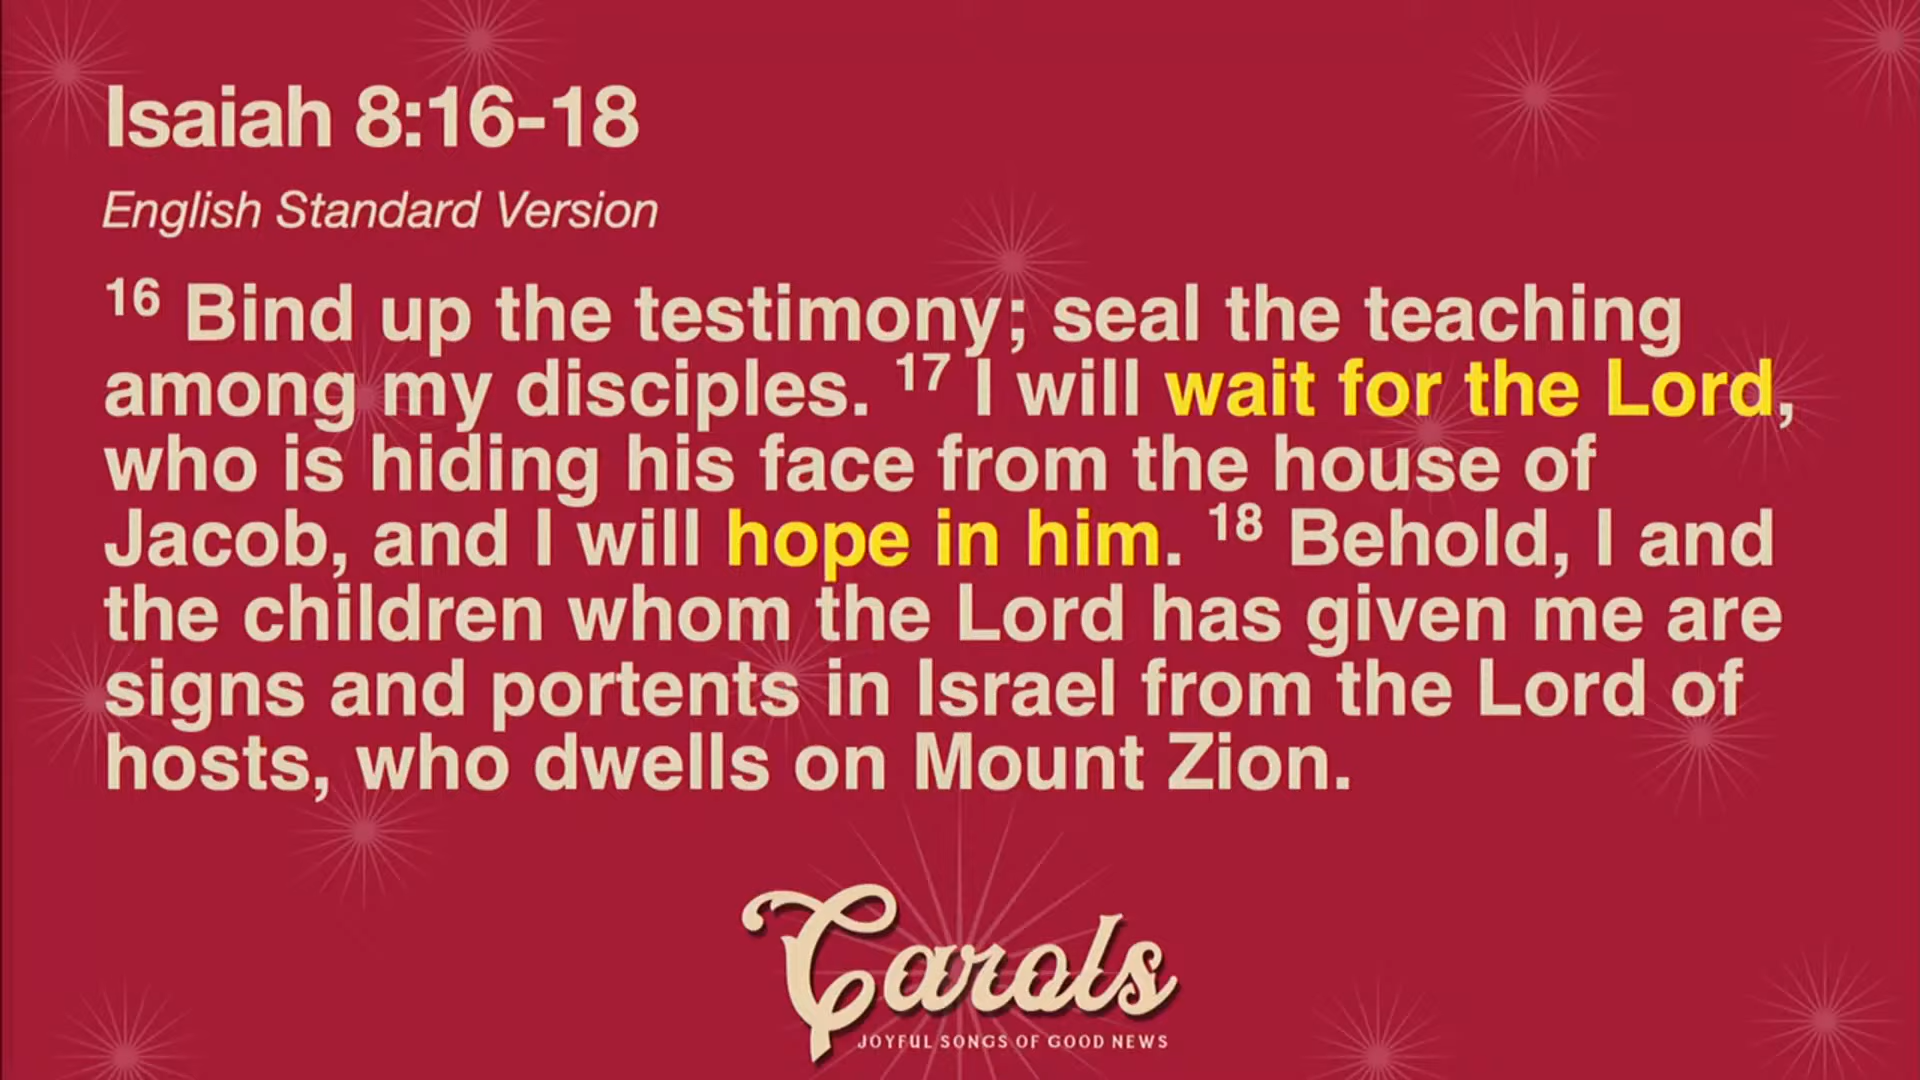 Isaiah 8:16-18
English Standard Version
16 Bind up the testimony; seal the teaching
among my disciples. 17 I will wait for the Lord,
who is hiding his face from the house of
Jacob, and I will hope in him. 18 Behold, I and
the children whom the Lord has given me are
signs and portents in Israel from the Lord of
hosts, who dwells on Mount Zion.
Carols
JOYFUL SONGS OF GOOD NEWS